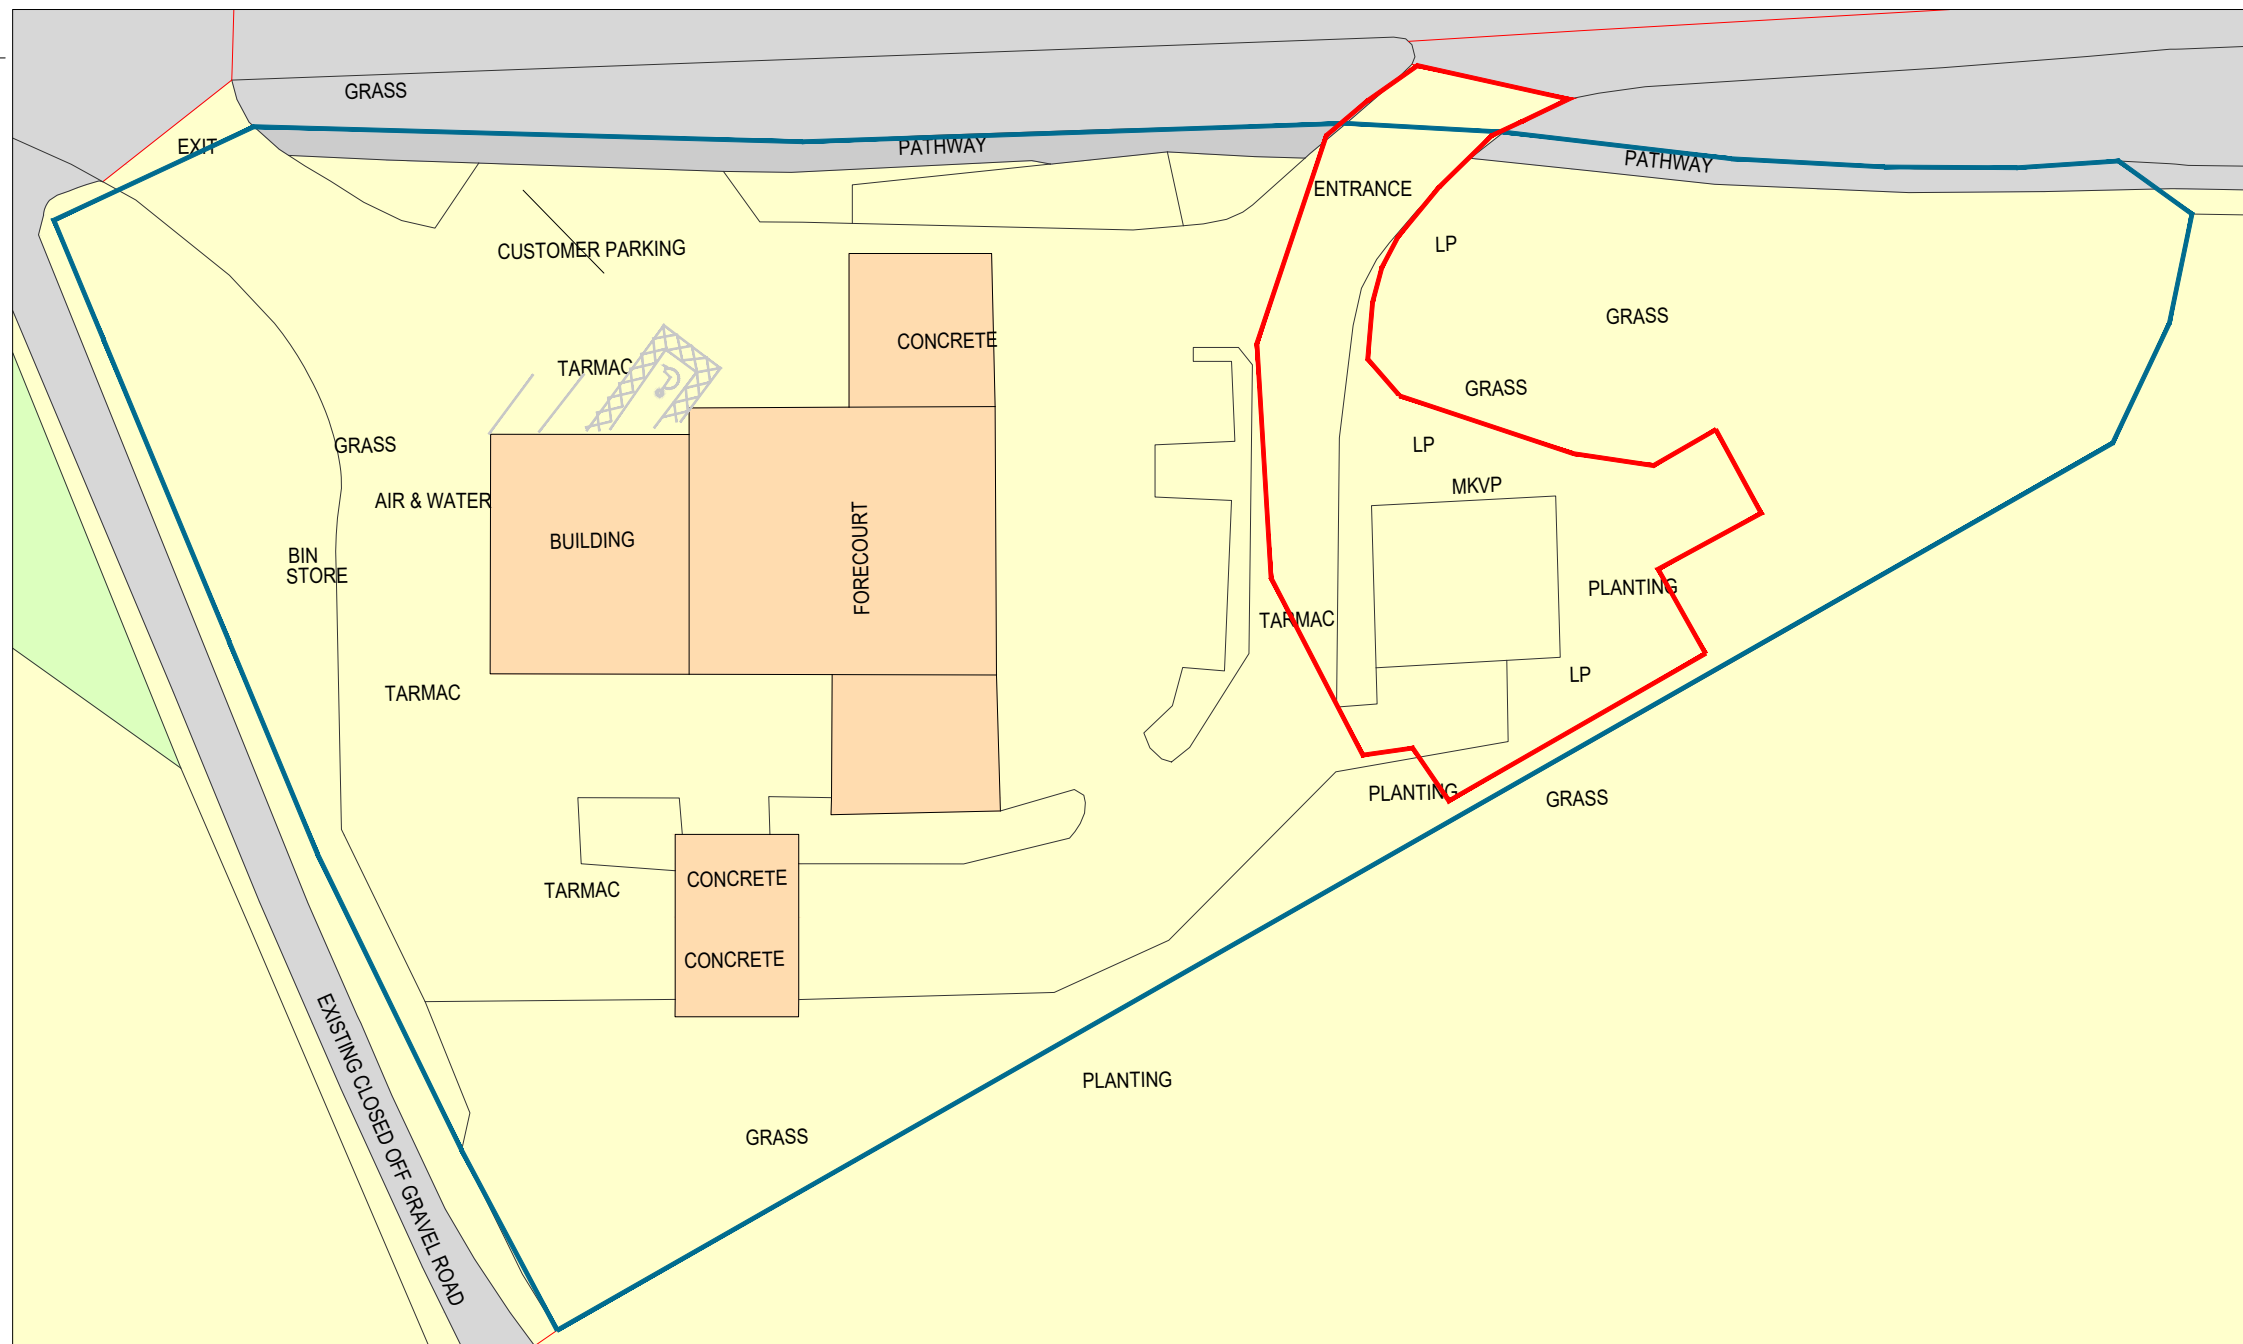 GRASS
EXIT
PATHWAY
PATHWAY
ENTRANCE
CUSTOMER PARKING
LP
GRASS
CONCRETE
TARMAC
GRASS
GRASS
LP
AIR & WATER
MKVP
BUILDING
FORECOURT
BIN
STORE
PLANTING
TARMAC
LP
TARMAC
PLANTING
GRASS
CONCRETE
TARMAC
CONCRETE
PLANTING
GRASS
EXISTING CLOSED OFF GRAVEL ROAD